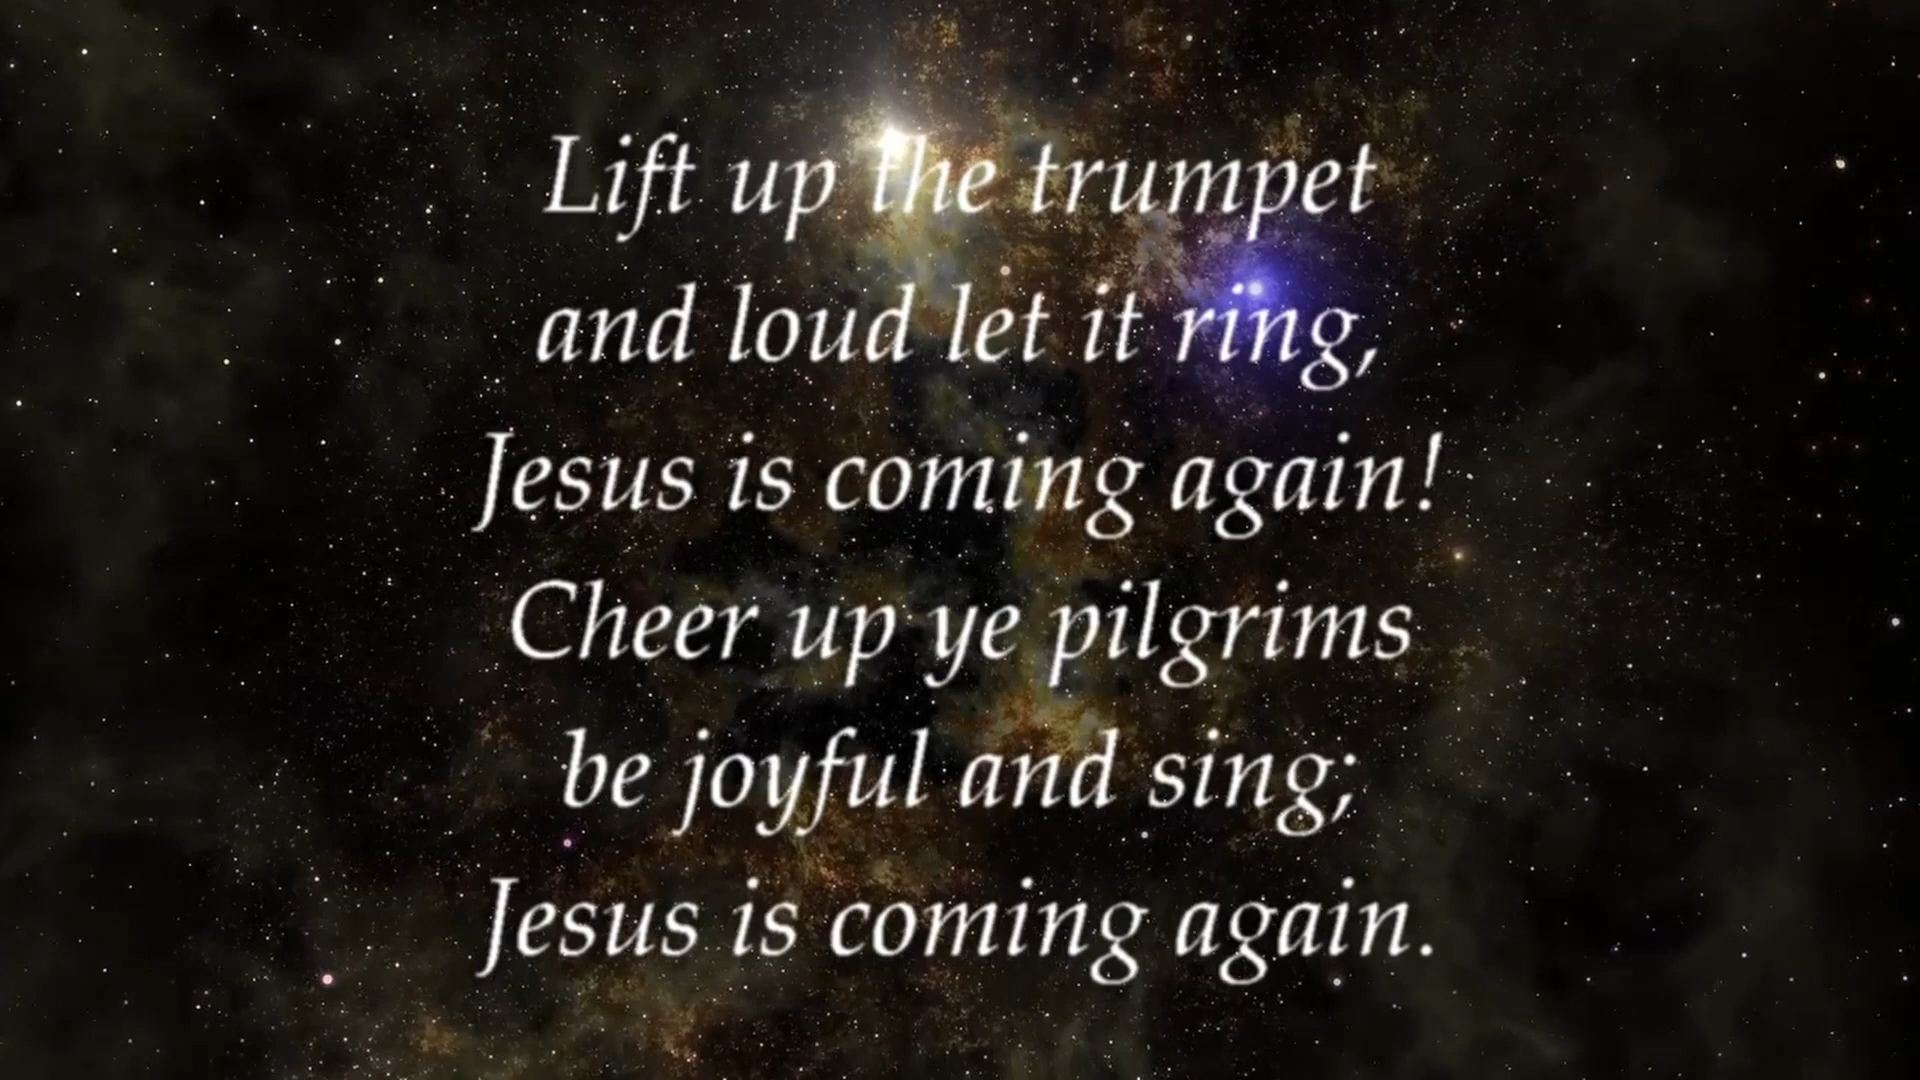 Lift up the trumpet
and loud let it ring,
Jesus is coming again!
Cheer up ye pilgrims
be joyful and sing;
Jesus is coming again.